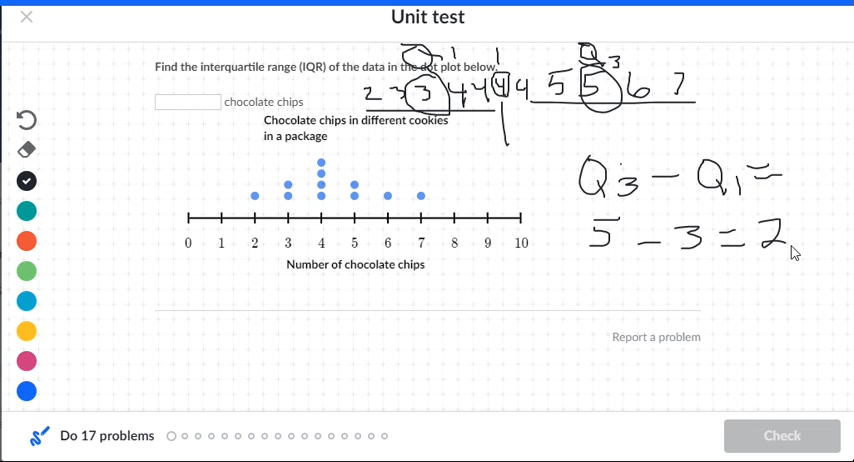 Unit test
Find the interquartile range (IQR) of the data in the dot plot below.
Q 1
1
Q 3
2 3 3 4 4 4 4 5 5 6 7
chocolate chips
Chocolate chips in different cookies
in a package
Q3 - Q1 =
5 - 3 = 2
0 1 2 3 4 5 6 7 8 9 10
Number of chocolate chips
Report a problem
Do 17 problems
Check